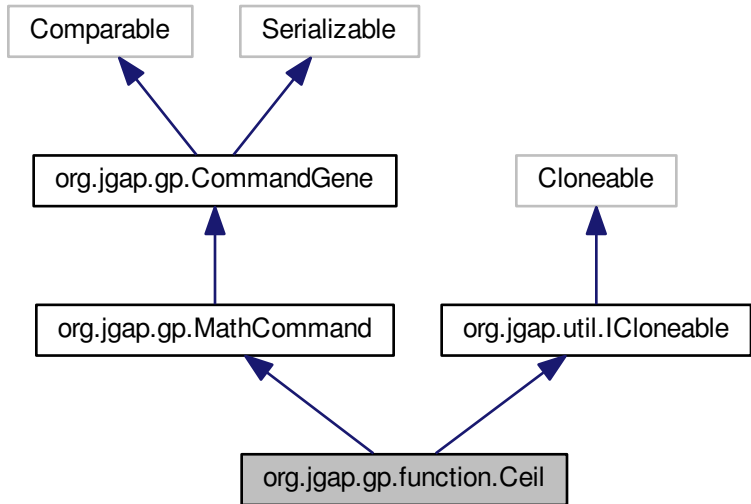 Comparable
Serializable
org.jgap.gp.CommandGene
Cloneable
org.jgap.gp.MathCommand
org.jgap.util.ICloneable
org.jgap.gp.function.Ceil